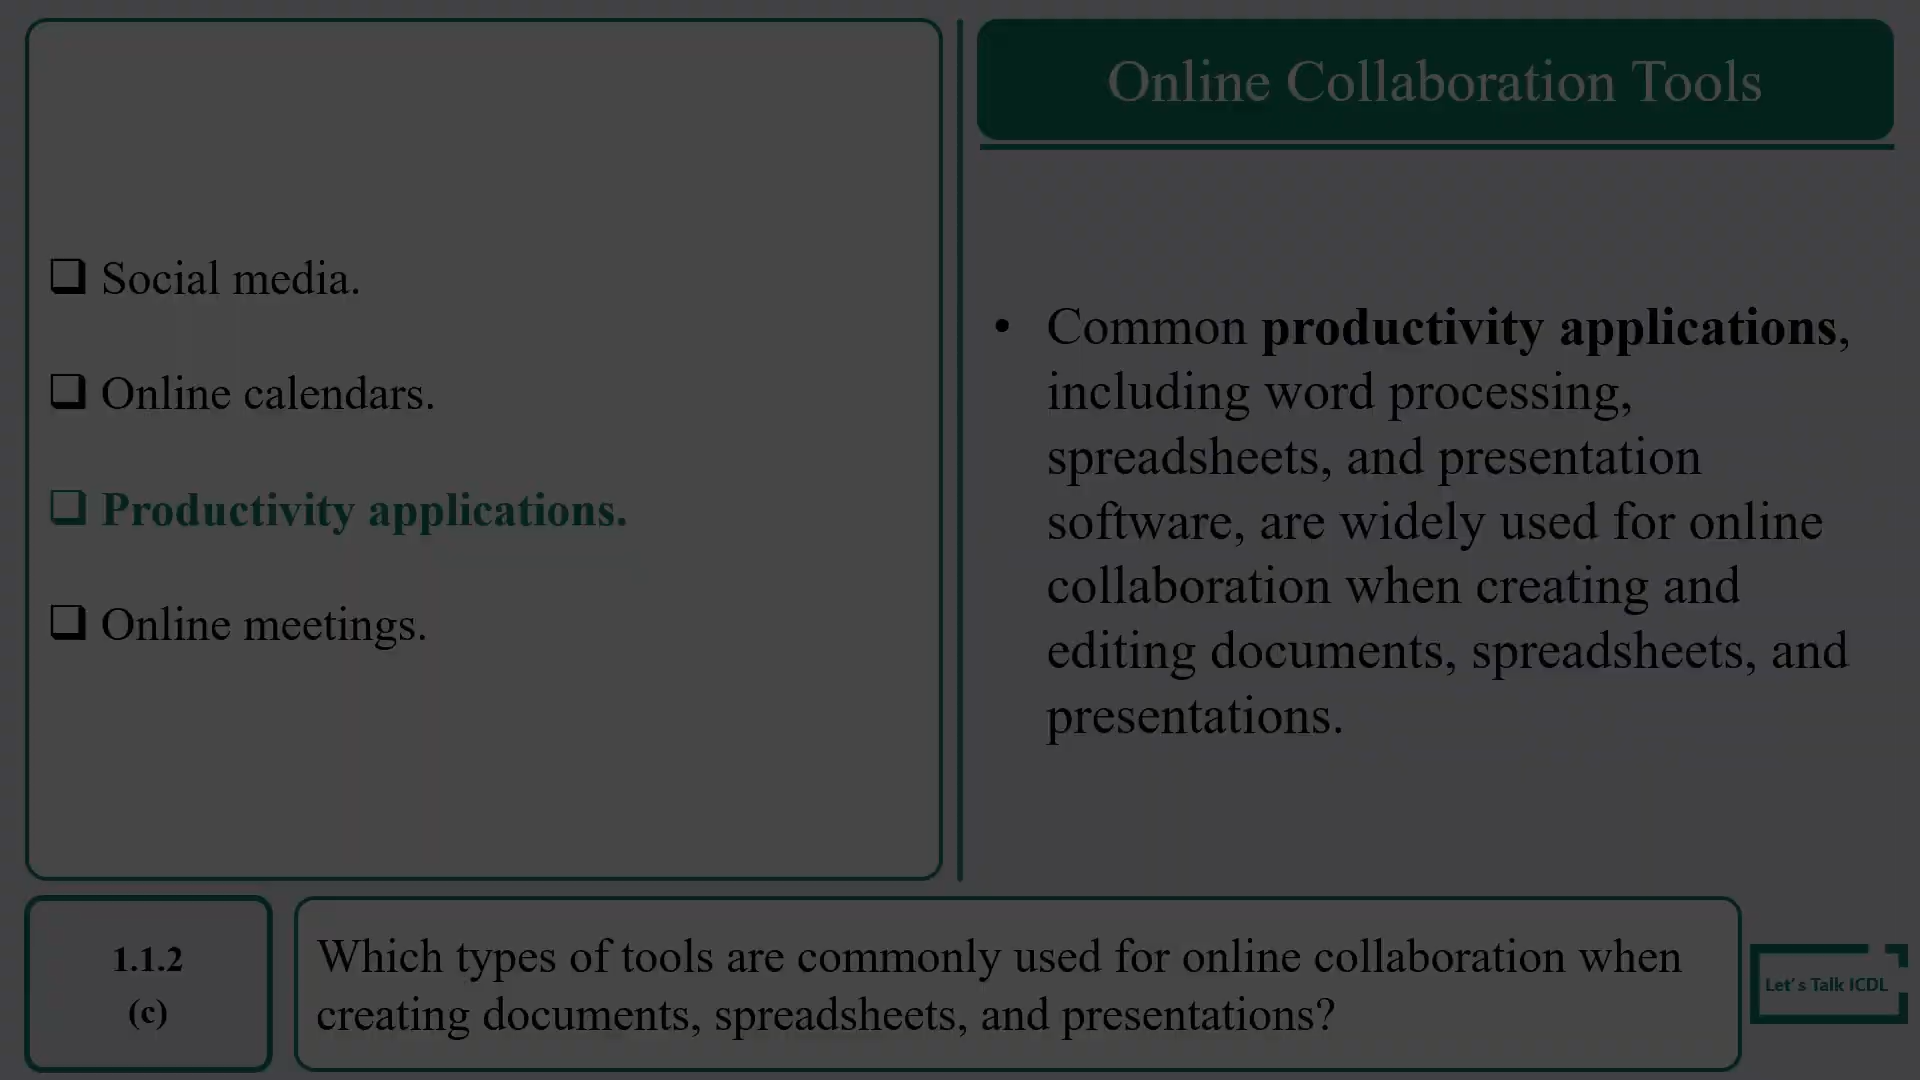 ❑ Social media.
❑ Online calendars.
❑ Productivity applications.
❑ Online meetings.
Online Collaboration Tools
• Common productivity applications,
including word processing,
spreadsheets, and presentation
software, are widely used for online
collaboration when creating and
editing documents, spreadsheets, and
presentations.
1.1.2
(c)
Which types of tools are commonly used for online collaboration when
creating documents, spreadsheets, and presentations?
Let's Talk ICDL